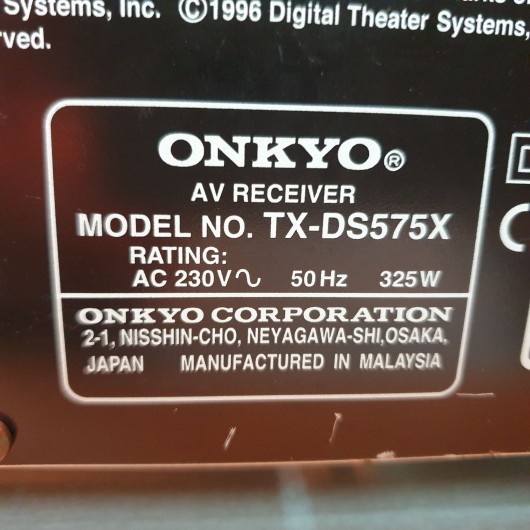 Systems, Inc. ©1996 Digital Theater Systems,
ONKYO®
AV RECEIVER
MODEL NO. TX-DS575X
RATING:
AC 230V∿ 50Hz 325W
ONKYO CORPORATION
2-1, NISSHIN-CHO, NEYAGAWA-SHI,OSAKA,
JAPAN MANUFACTURED IN MALAYSIA